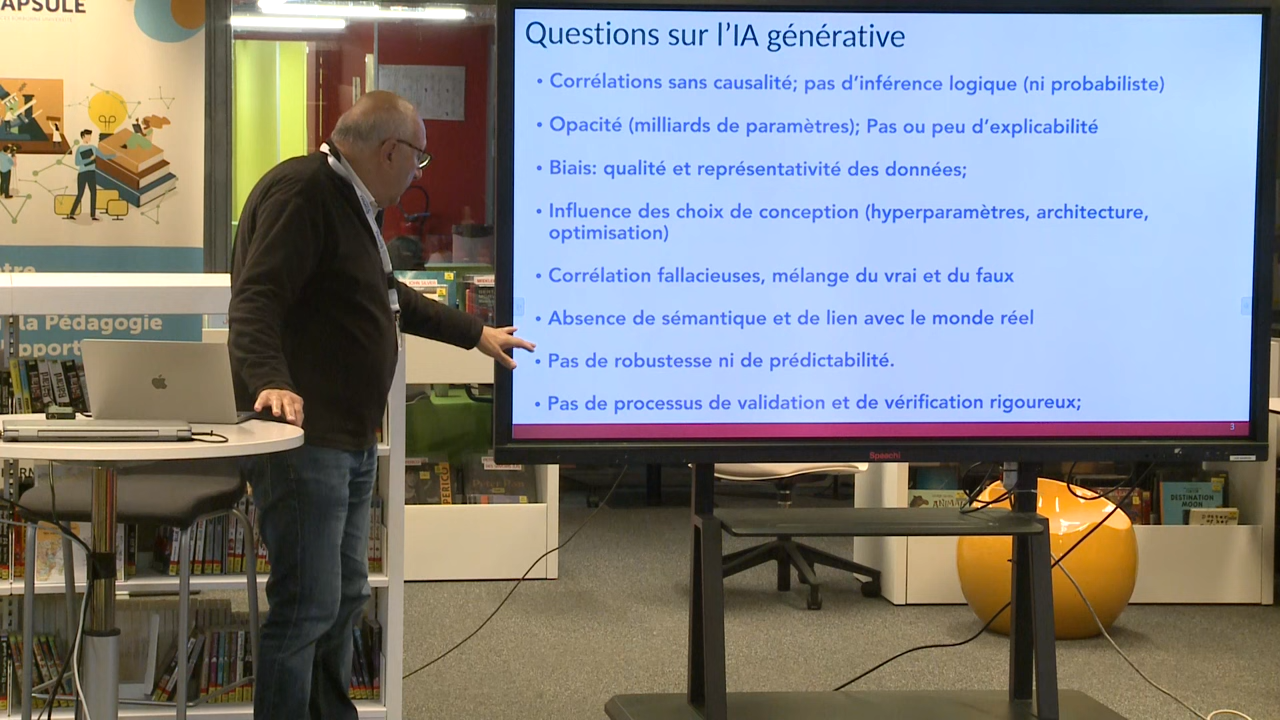 APSULE
Questions sur l'IA générative
• Corrélations sans causalité; pas d'inférence logique (ni probabiliste)
• Opacité (milliards de paramètres); Pas ou peu d'explicabilité
• Biais: qualité et représentativité des données;
• Influence des choix de conception (hyperparamètres, architecture,
optimisation)
• Corrélation fallacieuses, mélange du vrai et du faux
• Absence de sémantique et de lien avec le monde réel
• Pas de robustesse ni de prédictabilité.
• Pas de processus de validation et de vérification rigoureux;
3
Speechi
ntre
la Pédagogie
pport
DESTINATION
MOON